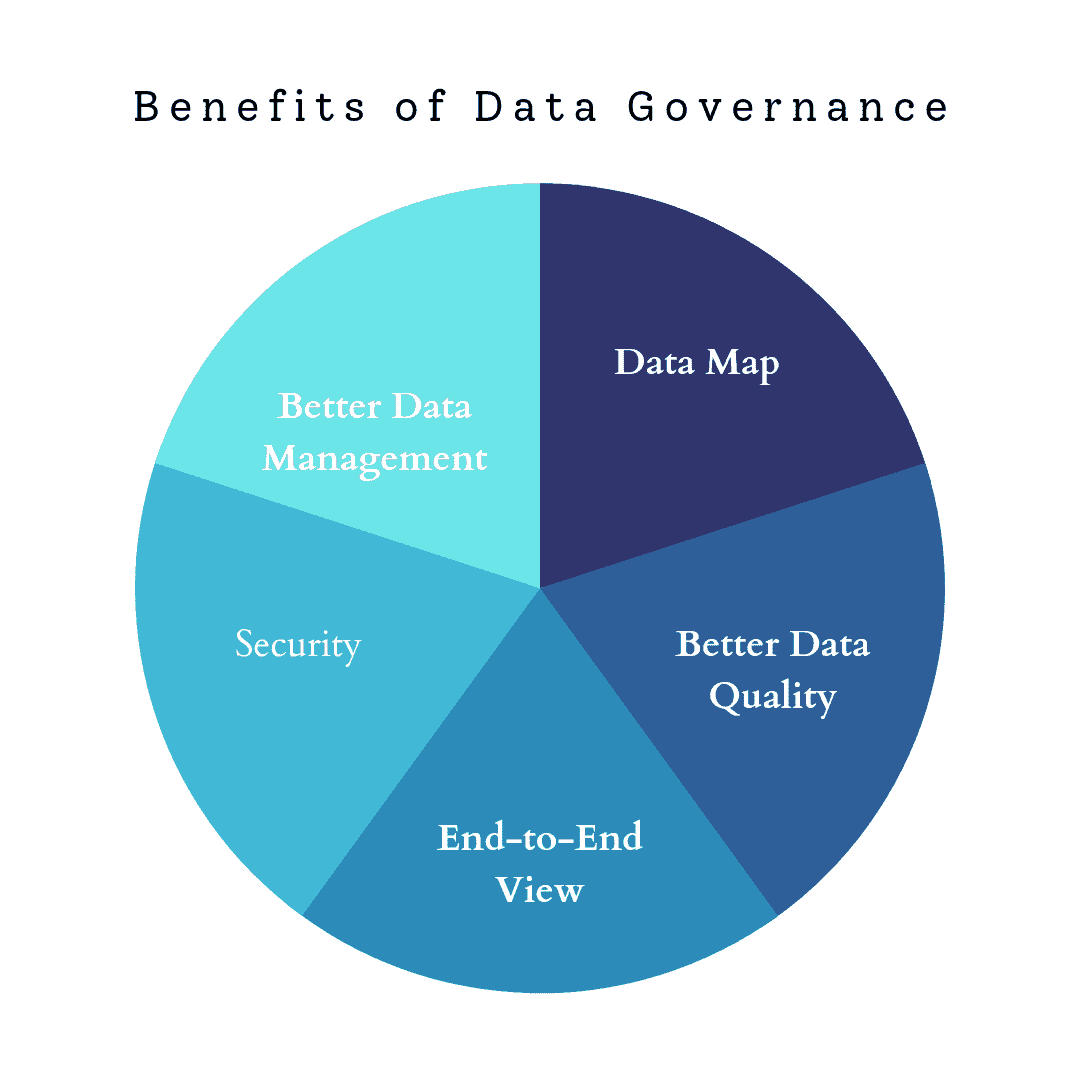 Benefits of Data Governance
Data Map
Better Data
Management
Better Data
Quality
Security
End-to-End
View